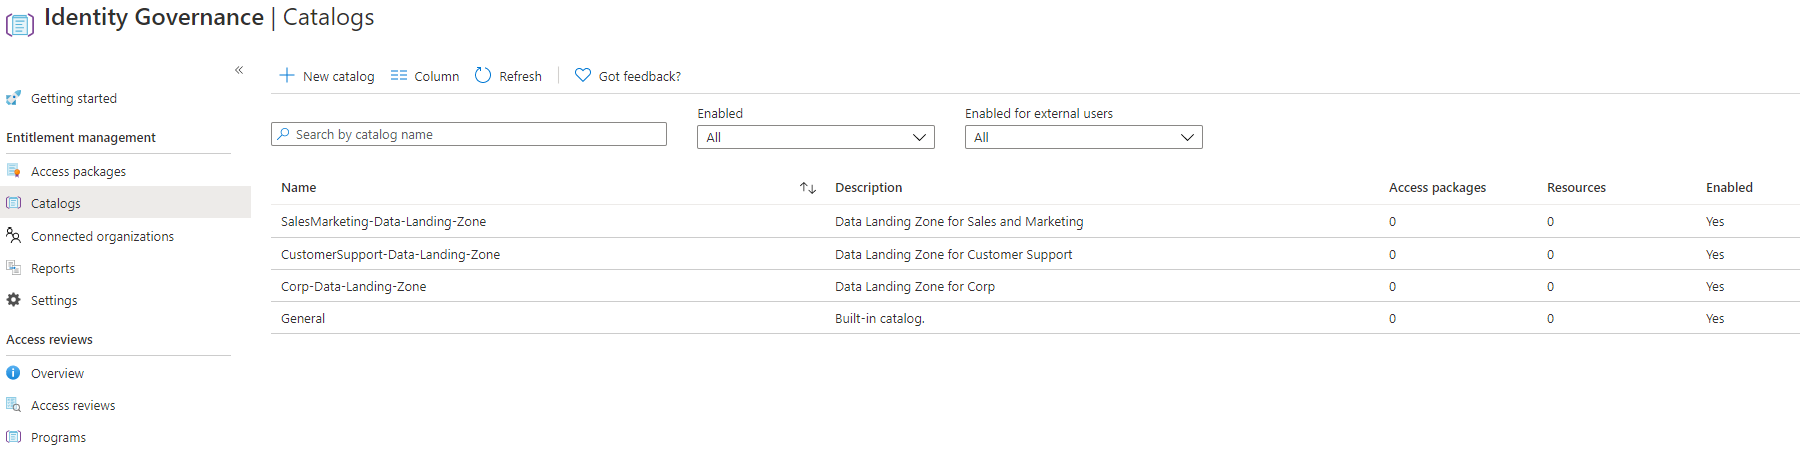 Identity Governance | Catalogs
«
Getting started
Entitlement management
Access packages
Catalogs
Connected organizations
Reports
Settings
Access reviews
Overview
Access reviews
Programs
New catalog Column Refresh Got feedback?
Enabled Enabled for external users
Search by catalog name All All
Name Description Access packages Resources Enabled
SalesMarketing-Data-Landing-Zone Data Landing Zone for Sales and Marketing 0 0 Yes
CustomerSupport-Data-Landing-Zone Data Landing Zone for Customer Support 0 0 Yes
Corp-Data-Landing-Zone Data Landing Zone for Corp 0 0 Yes
General Built-in catalog. 0 0 Yes